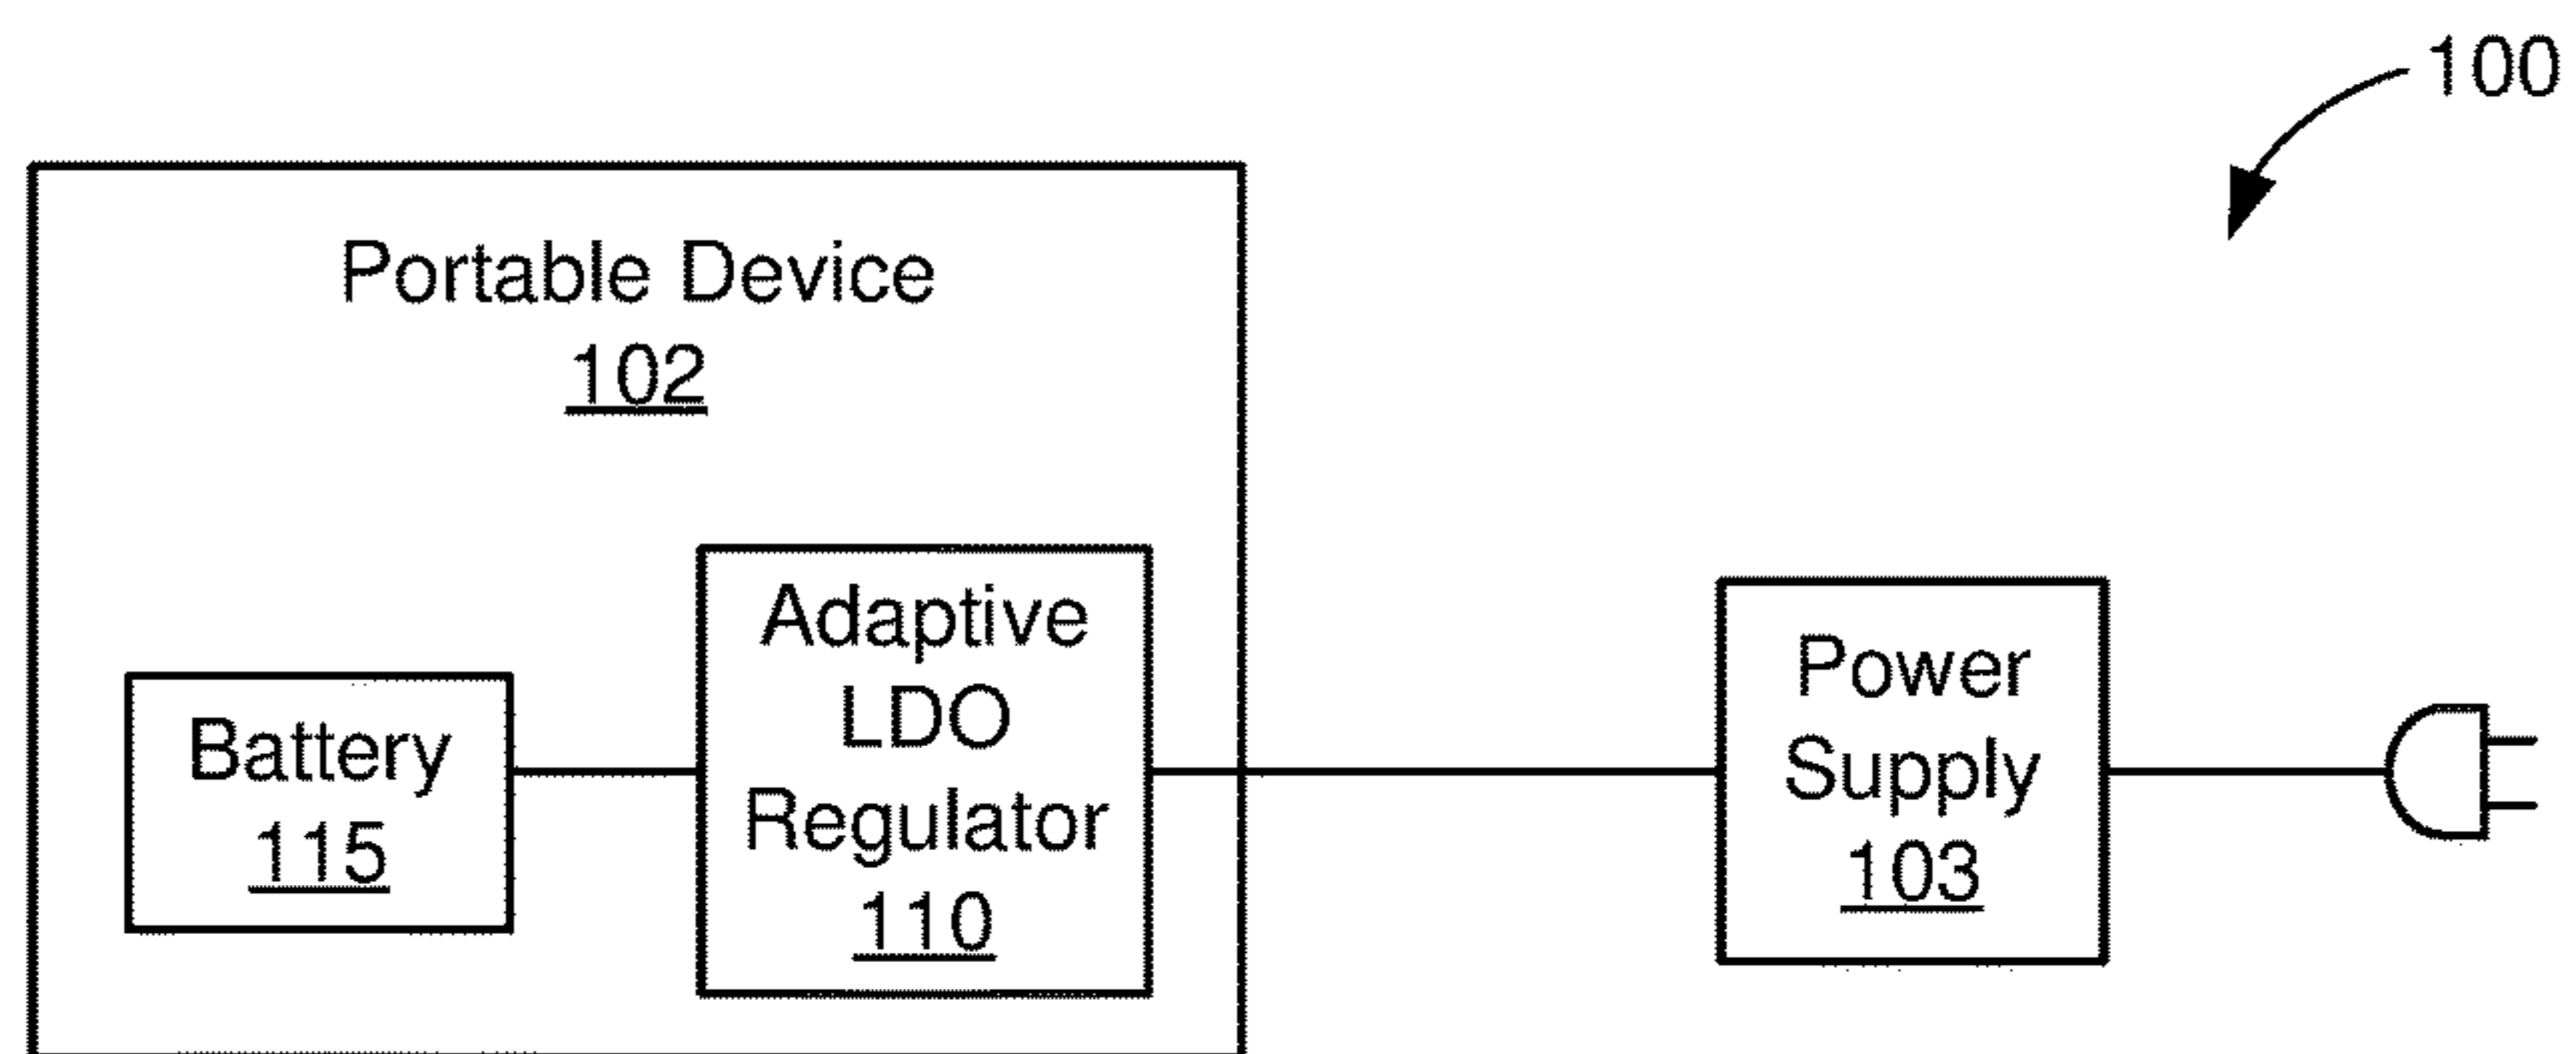 100
Portable Device
102
Adaptive
LDO
Regulator
110
Battery
115
Power
Supply
103